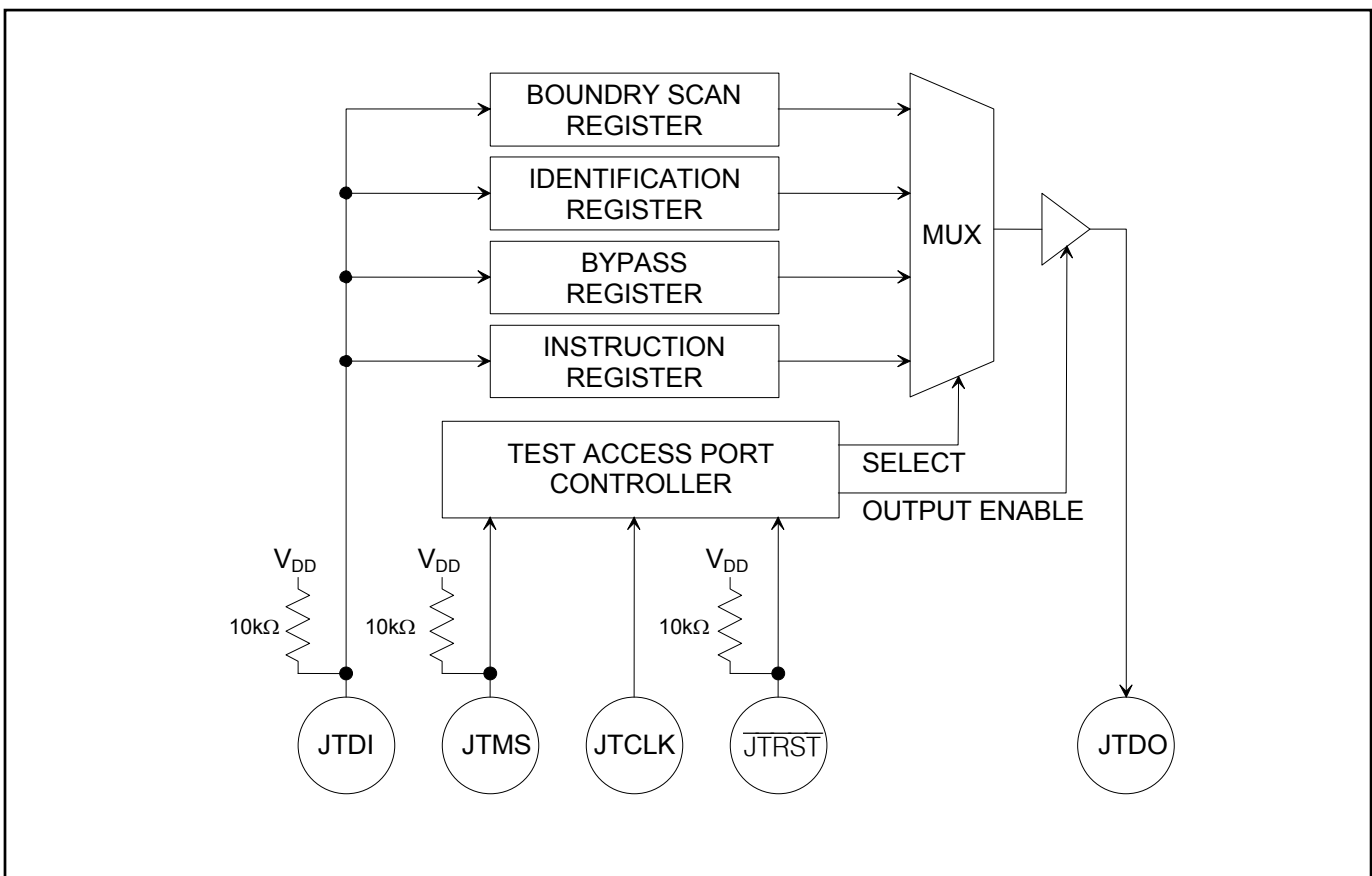 BOUNDRY SCAN
REGISTER
IDENTIFICATION
REGISTER
BYPASS
REGISTER
INSTRUCTION
REGISTER
MUX
TEST ACCESS PORT
CONTROLLER
SELECT
OUTPUT ENABLE
VDD
10kΩ
VDD
10kΩ
VDD
10kΩ
JTDI
JTMS
JTCLK
JTRST
JTDO